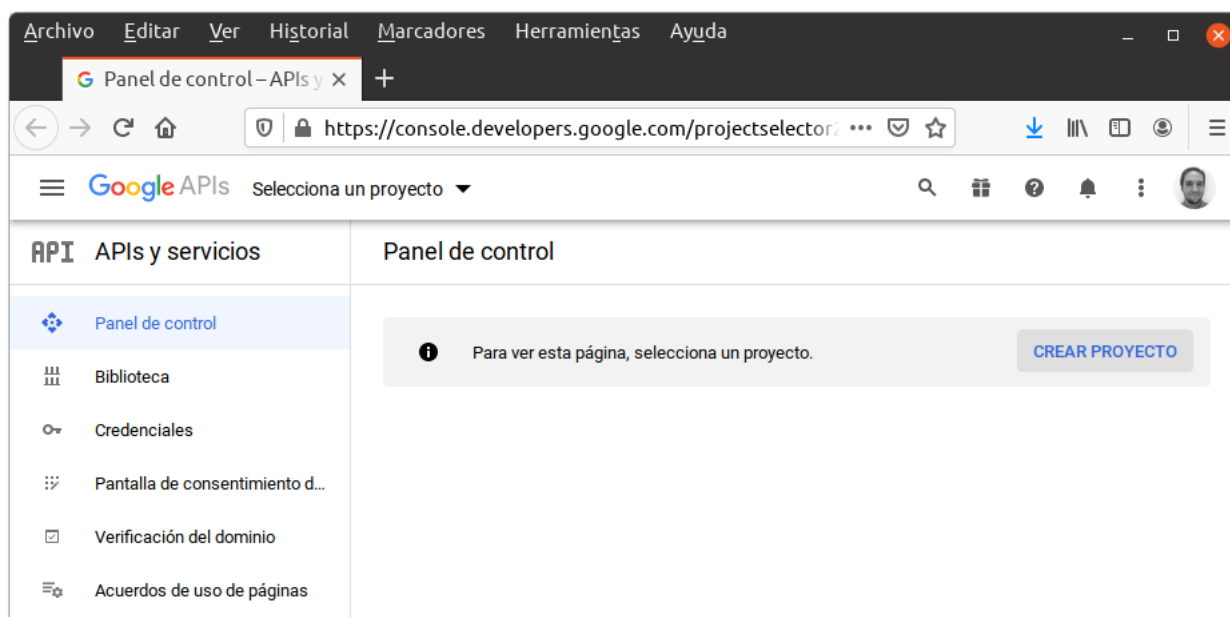 Archivo Editar Ver Historial Marcadores Herramientas Ayuda
Panel de control – APIs y
https://console.developers.google.com/projectselector
Google APIs Selecciona un proyecto
API APIs y servicios
Panel de control
Panel de control
Para ver esta página, selecciona un proyecto.
CREAR PROYECTO
Biblioteca
Credenciales
Pantalla de consentimiento d...
Verificación del dominio
Acuerdos de uso de páginas